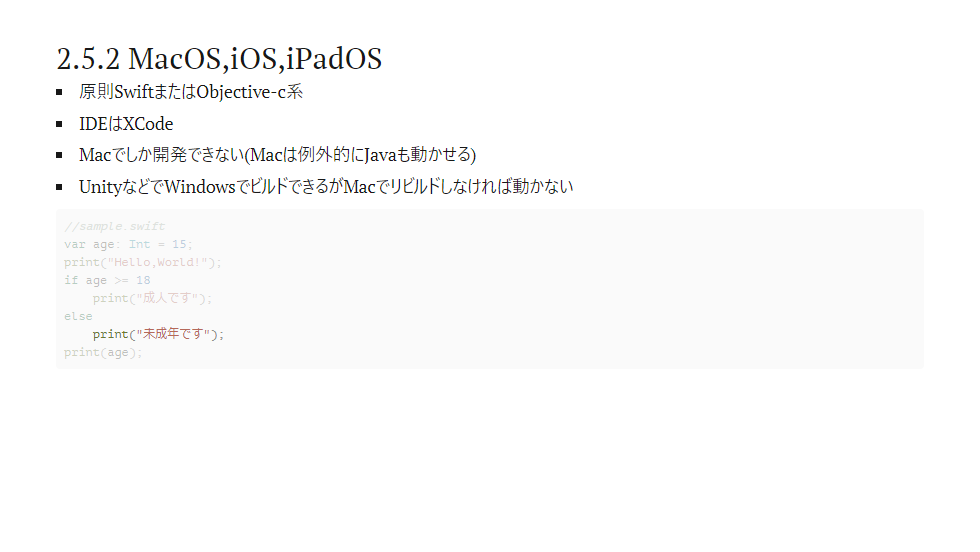 2.5.2 MacOS,iOS,iPadOS
原則SwiftまたはObjective-c系
IDEはXCode
Macでしか開発できない(Macは例外的にJavaも動かせる)
UnityなどでWindowsでビルドできるがMacでリビルドしなければ動かない
//sample.swift
var age: Int = 15;
print("Hello,World!");
if age >= 18
    print("成人です");
else
    print("未成年です");
print(age);